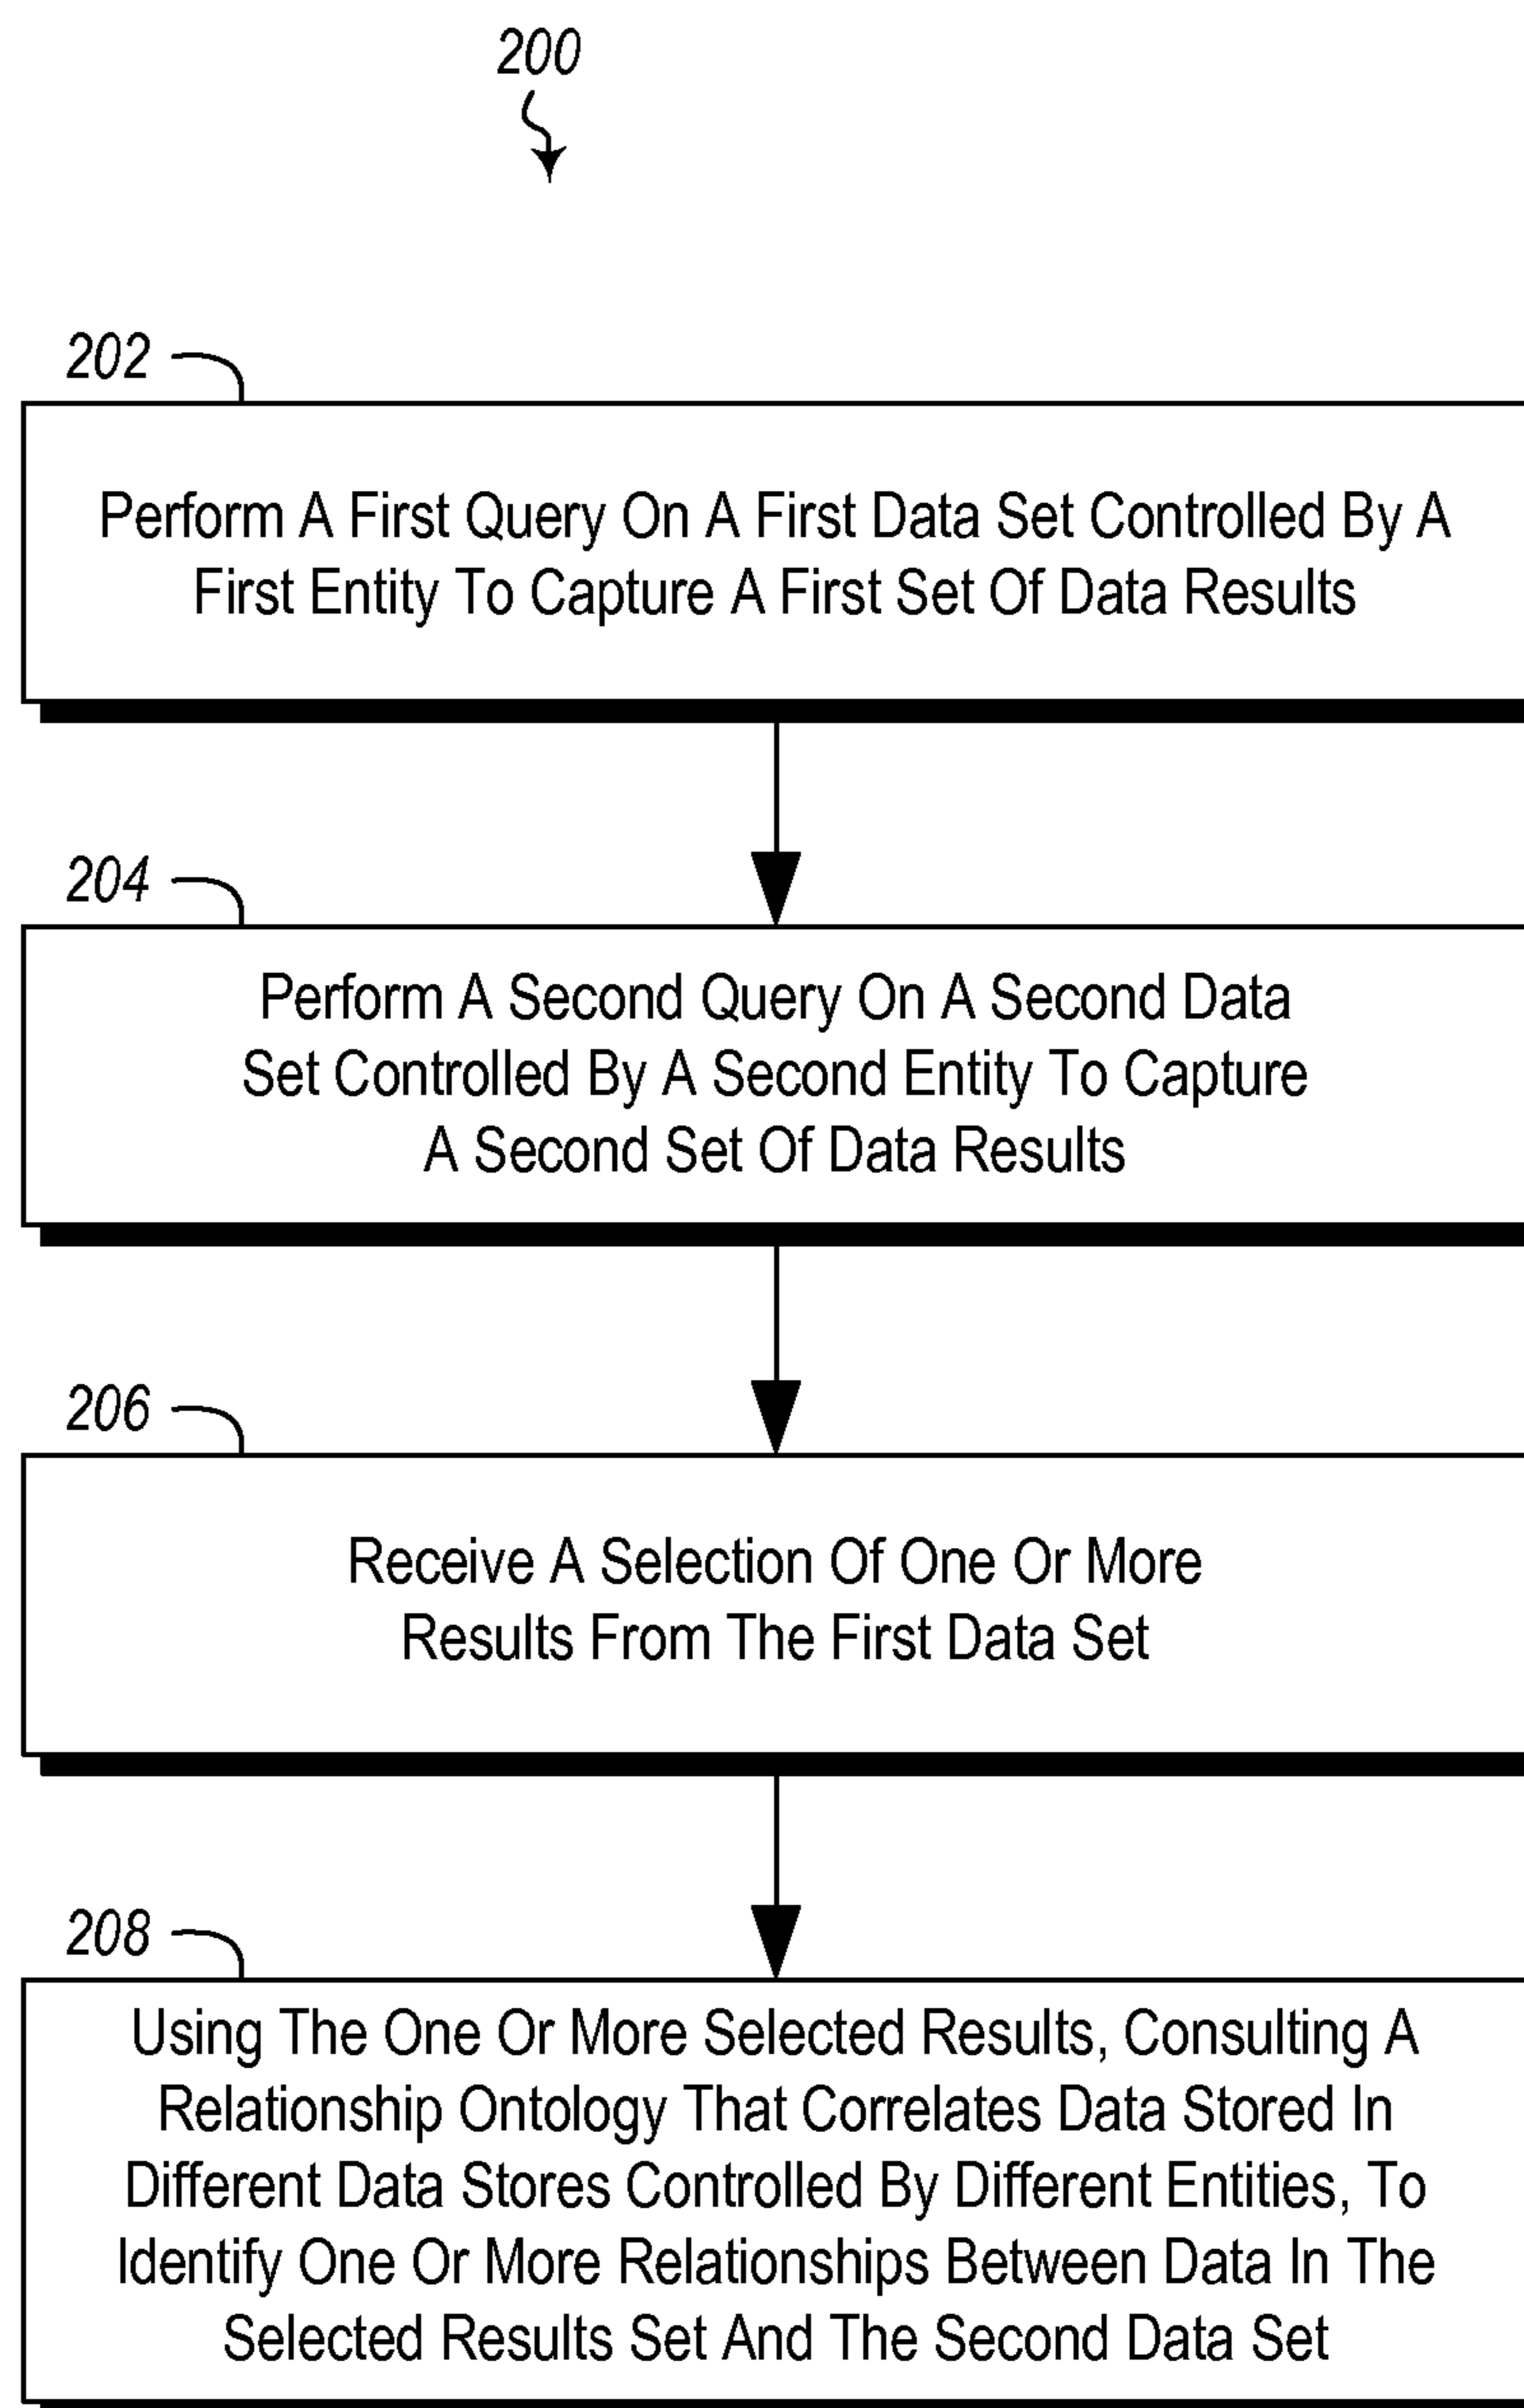 200
202
Perform A First Query On A First Data Set Controlled By A
First Entity To Capture A First Set Of Data Results
204
Perform A Second Query On A Second Data
Set Controlled By A Second Entity To Capture
A Second Set Of Data Results
206
Receive A Selection Of One Or More
Results From The First Data Set
208
Using The One Or More Selected Results, Consulting A
Relationship Ontology That Correlates Data Stored In
Different Data Stores Controlled By Different Entities, To
Identify One Or More Relationships Between Data In The
Selected Results Set And The Second Data Set